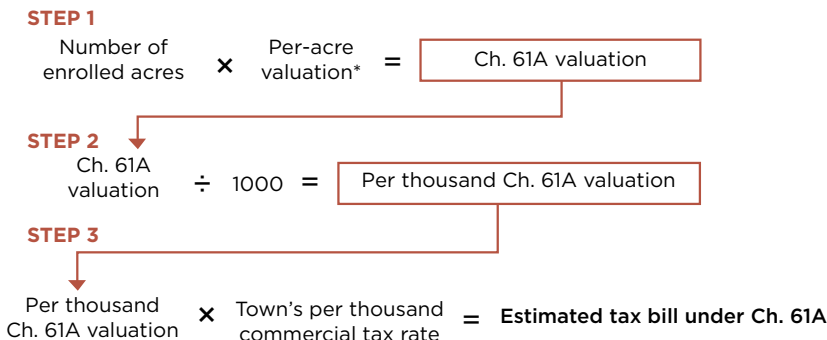 STEP 1
Number of enrolled acres × Per-acre valuation* = Ch. 61A valuation
STEP 2
Ch. 61A valuation ÷ 1000 = Per thousand Ch. 61A valuation
STEP 3
Per thousand Ch. 61A valuation × Town's per thousand commercial tax rate = Estimated tax bill under Ch. 61A